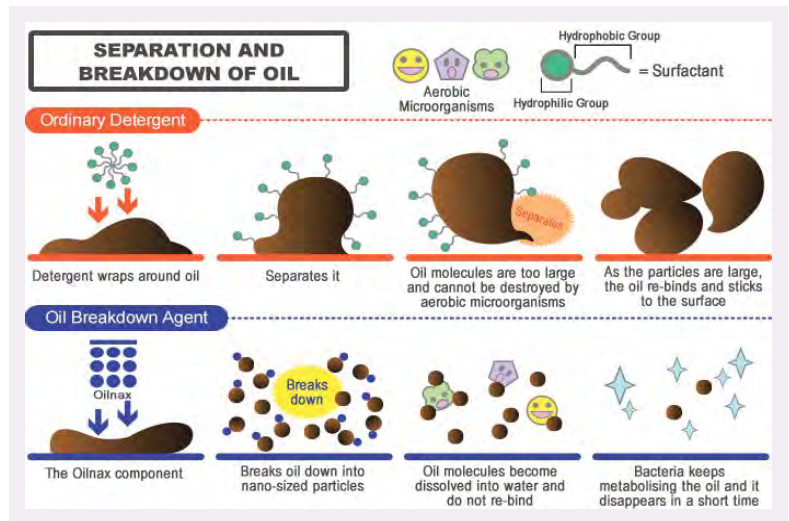 SEPARATION AND
BREAKDOWN OF OIL
Aerobic
Microorganisms
Hydrophobic Group
= Surfactant
Hydrophilic Group
Ordinary Detergent
Detergent wraps around oil
Separates it
Separates
Oil molecules are too large
and cannot be destroyed by
aerobic microorganisms
As the particles are large,
the oil re-binds and sticks
to the surface
Oil Breakdown Agent
Oilnax
The Oilnax component
Breaks
down
Breaks oil down into
nano-sized particles
Oil molecules become
dissolved into water and
do not re-bind
Bacteria keeps
metabolising the oil and it
disappears in a short time